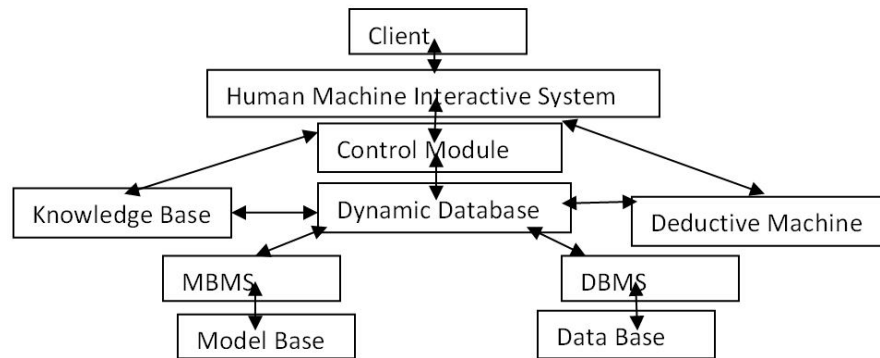 Client
Human Machine Interactive System
Control Module
Knowledge Base
Dynamic Database
Deductive Machine
MBMS
DBMS
Model Base
Data Base